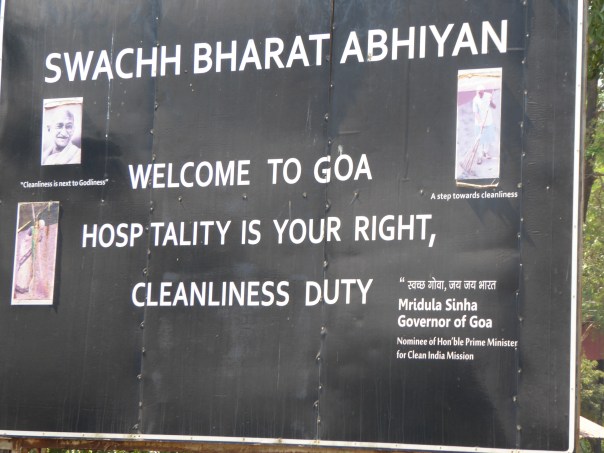 SWACHH BHARAT ABHIYAN
"Cleanliness is next to Godliness"
A step towards cleanliness
WELCOME TO GOA
HOSP TALITY IS YOUR RIGHT,
CLEANLINESS DUTY
“ स्वच्छ गोवा, जय जय भारत
Mridula Sinha
Governor of Goa
Nominee of Hon'ble Prime Minister
for Clean India Mission